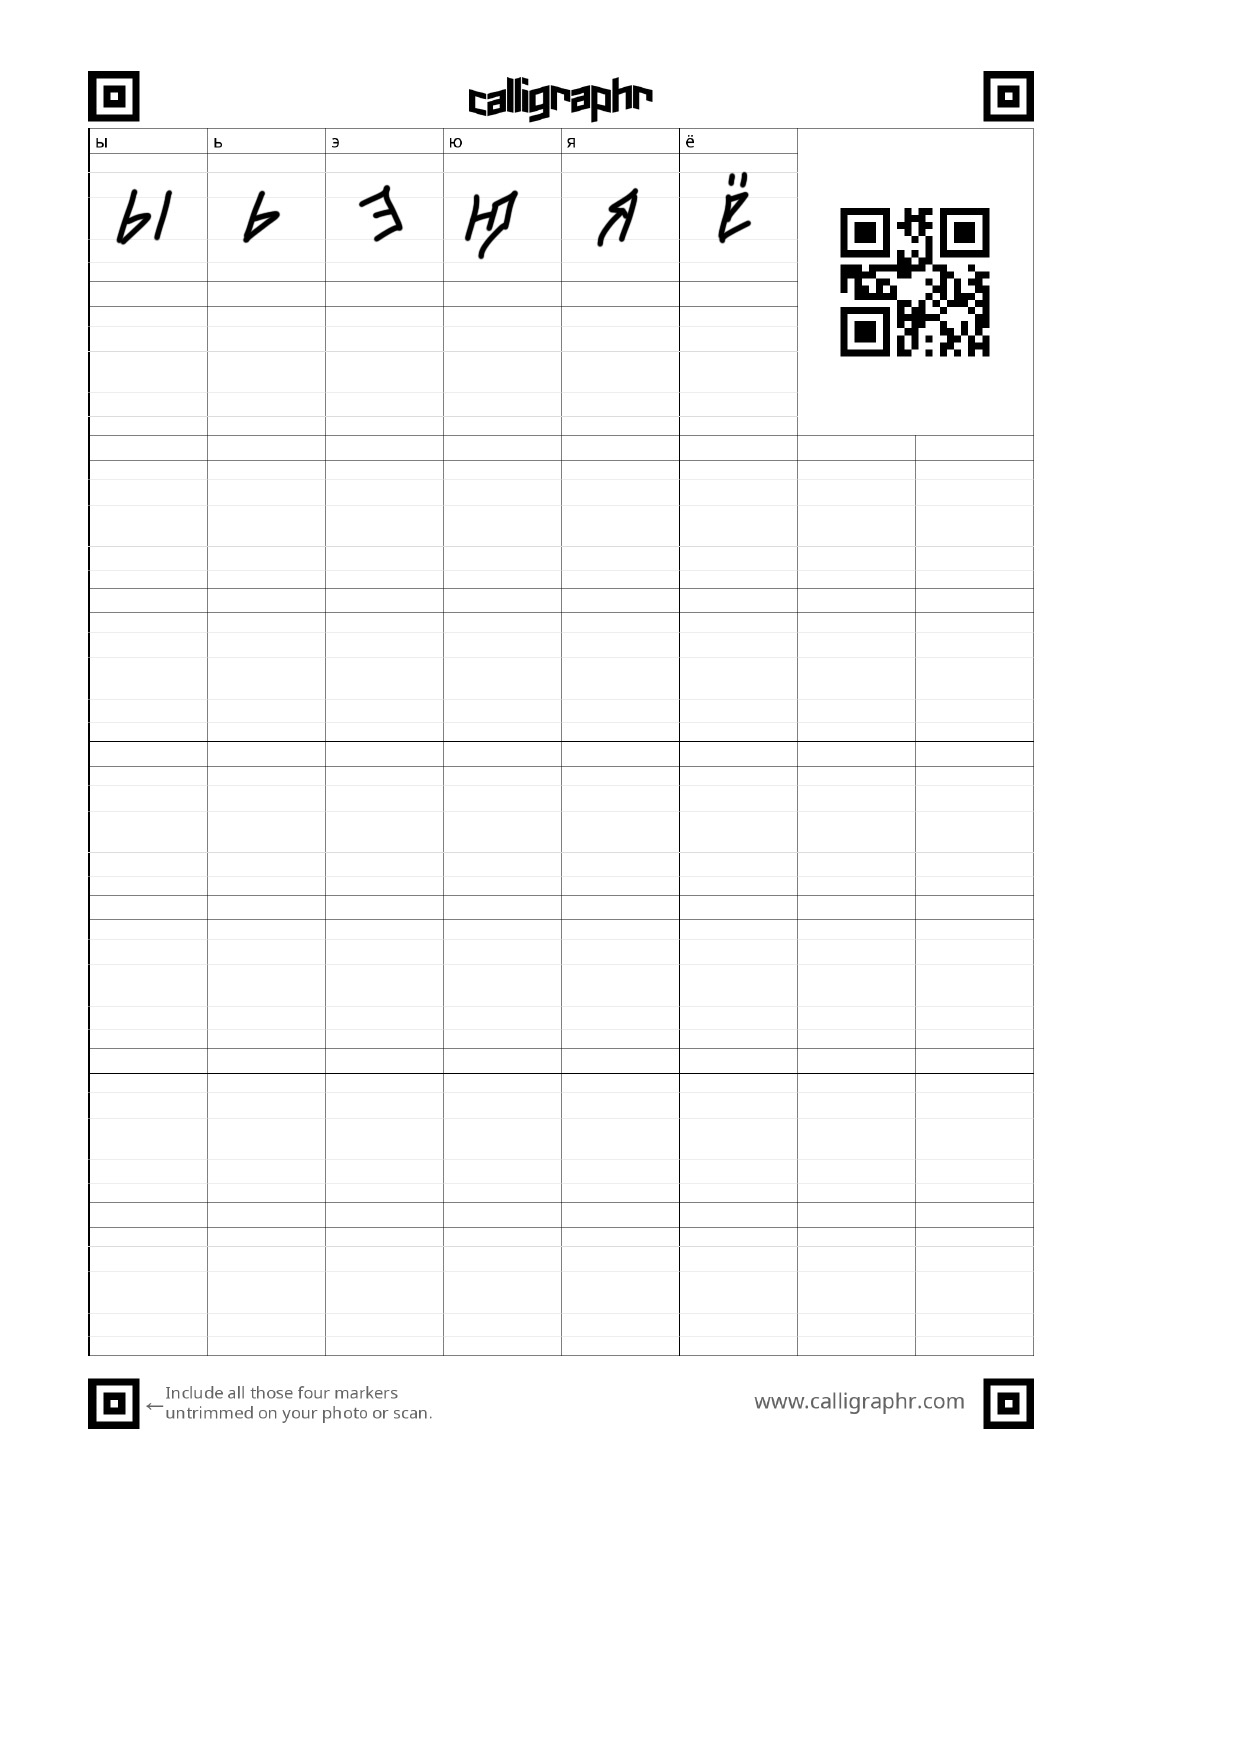 calligraphr
ы ь э ю я ё
ы ь э ю я ё
Include all those four markers
← untrimmed on your photo or scan.
www.calligraphr.com